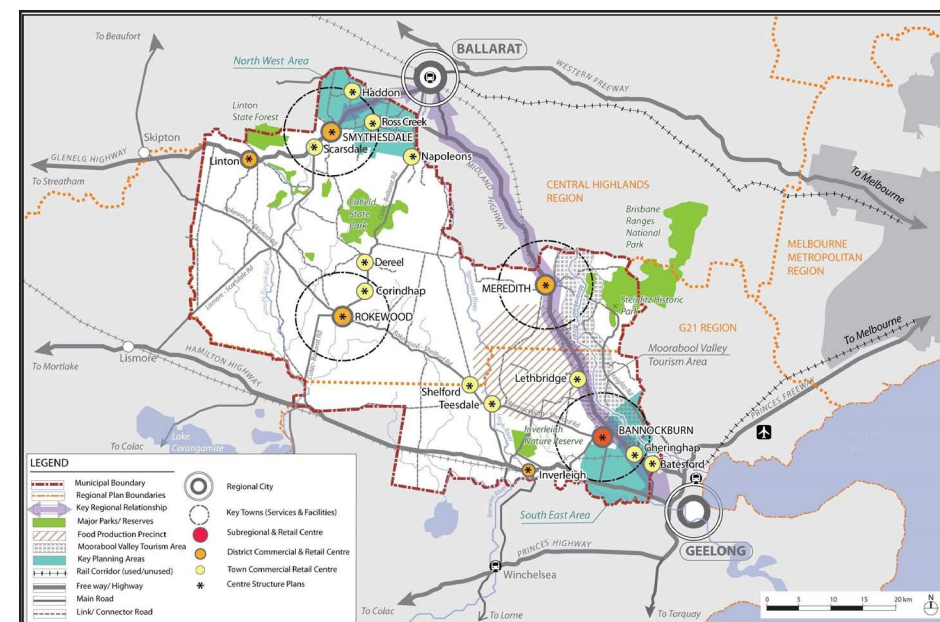 BALLARAT
To Beaufort
North West Area
WESTERN FREEWAY
Haddon
Linton
State Forest
Ross Creek
Skipton
SMYTHESDALE
Scarsdale
Napoleons
Linton
GLENELG HIGHWAY
To Streatham
MIDLAND
HIGHWAY
To Melbourne
CENTRAL HIGHLANDS
REGION
Enfield
State
Park
Brisbane
Ranges
National
Park
MELBOURNE
METROPOLITAN
REGION
Dereel
MEREDITH
Corindhap
Steiglitz Historic
Park
ROKEWOOD
G21 REGION
To Melbourne
Moorabool Valley
Tourism Area
Lismore
To Mortlake
HAMILTON HIGHWAY
Lethbridge
Shelford
Teesdale
PRINCES FREEWAY
BANNOCKBURN
Inverleigh
Nature Reserve
Gheringhap
Batesford
To Colac
Lake
Corangamite
Inverleigh
South East Area
GEELONG
PRINCES HIGHWAY
Winchelsea
To Colac
To Lorne
To Torquay
LEGEND
Municipal Boundary
Regional Plan Boundaries
Key Regional Relationship
Major Parks/ Reserves
Food Production Precinct
Moorabool Valley Tourism Area
Key Planning Areas
Rail Corridor (used/unused)
Free way/ Highway
Main Road
Link/ Connector Road
Regional City
Key Towns (Services & Facilities)
Subregional & Retail Centre
District Commercial & Retail Centre
Town Commercial Retail Centre
Centre Structure Plans
0 5 10 15 20 km
N